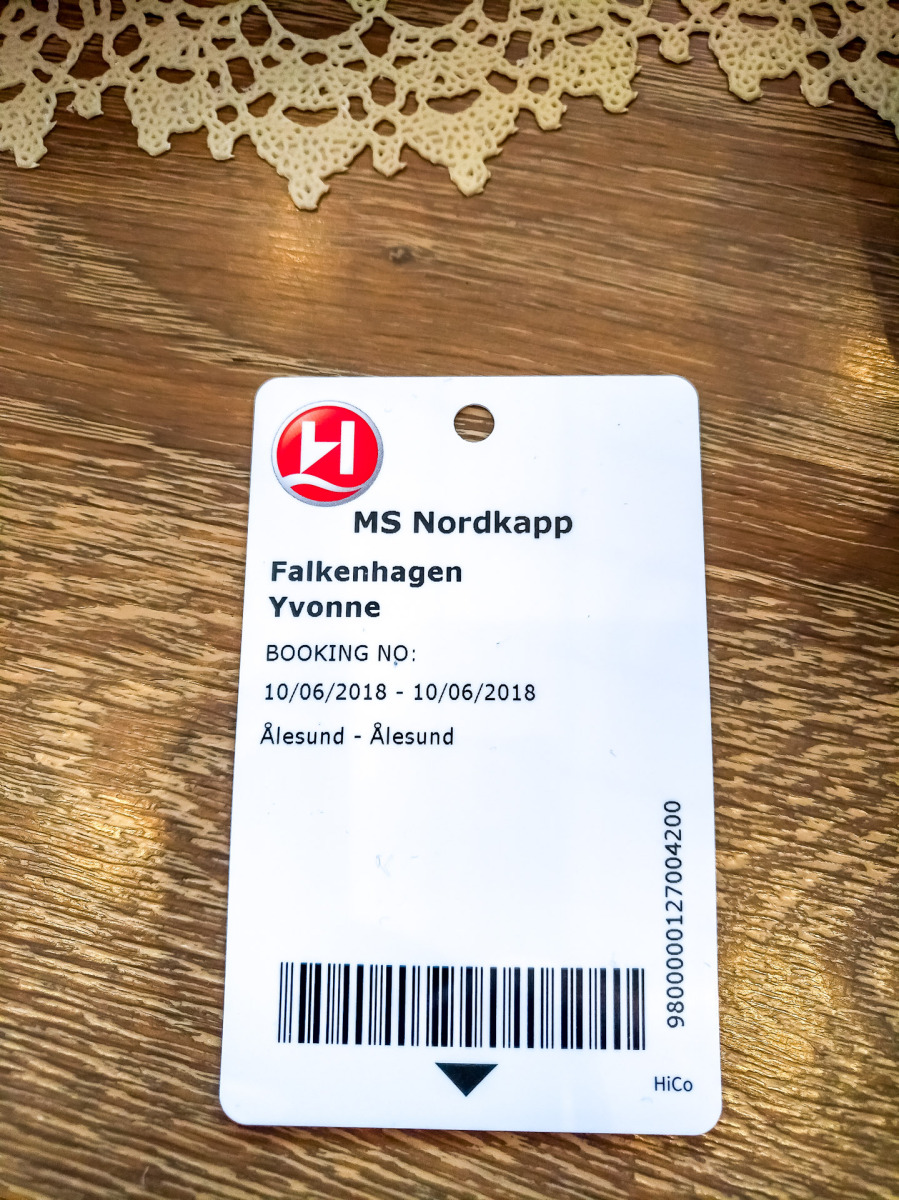 H
MS Nordkapp
Falkenhagen
Yvonne
BOOKING NO:
10/06/2018 - 10/06/2018
Ålesund - Ålesund
9800000127004200
HiCo